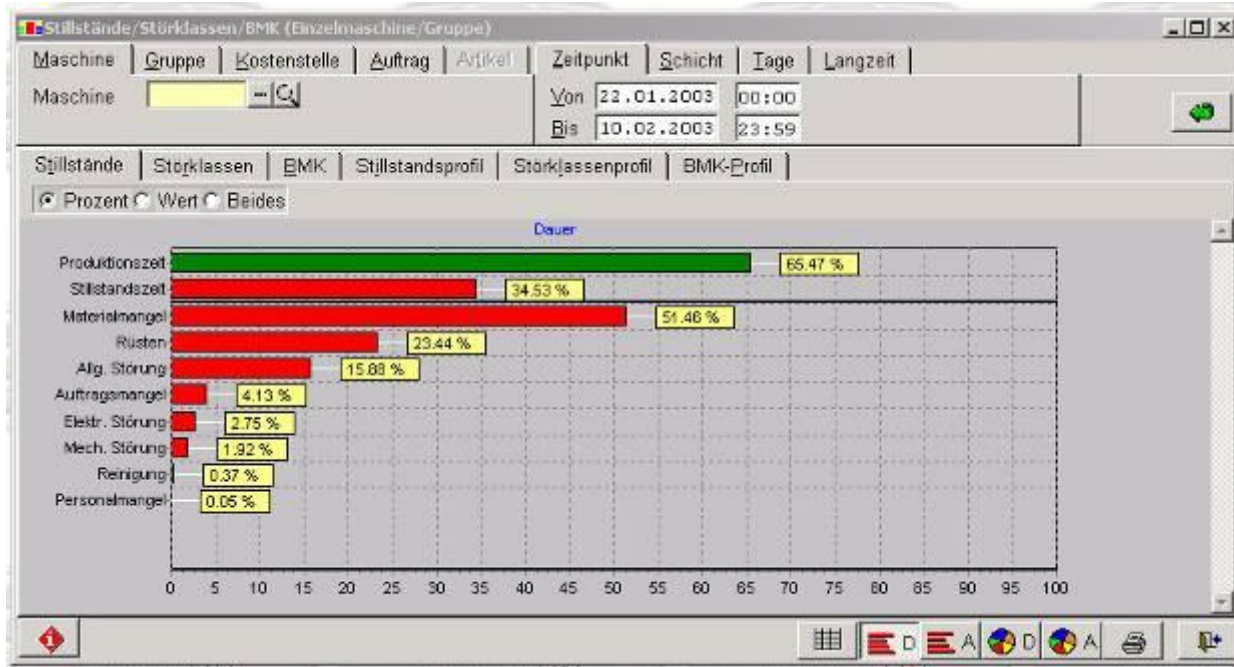 Stillstände/Störklassen/BMK (Einzelmaschine/Gruppe)
Maschine Gruppe Kostenstelle Auftrag Artikel Zeitpunkt Schicht Tage Langzeit
Maschine Von 22.01.2003 00:00
Bis 10.02.2003 23:59
Stillstände Störklassen BMK Stillstandsprofil Störklassenprofil BMK-Profil
Prozent Wert Beides
Dauer
Produktionszeit 65.47 %
Stillstandszeit 34.53 %
Materialmangel 51.46 %
Rüsten 23.44 %
Allg. Störung 15.88 %
Auftragsmangel 4.13 %
Elektr. Störung 2.75 %
Mech. Störung 1.92 %
Reinigung 0.37 %
Personalmangel 0.05 %
0 5 10 15 20 25 30 35 40 45 50 55 60 65 70 75 80 85 90 95 100
D A D A